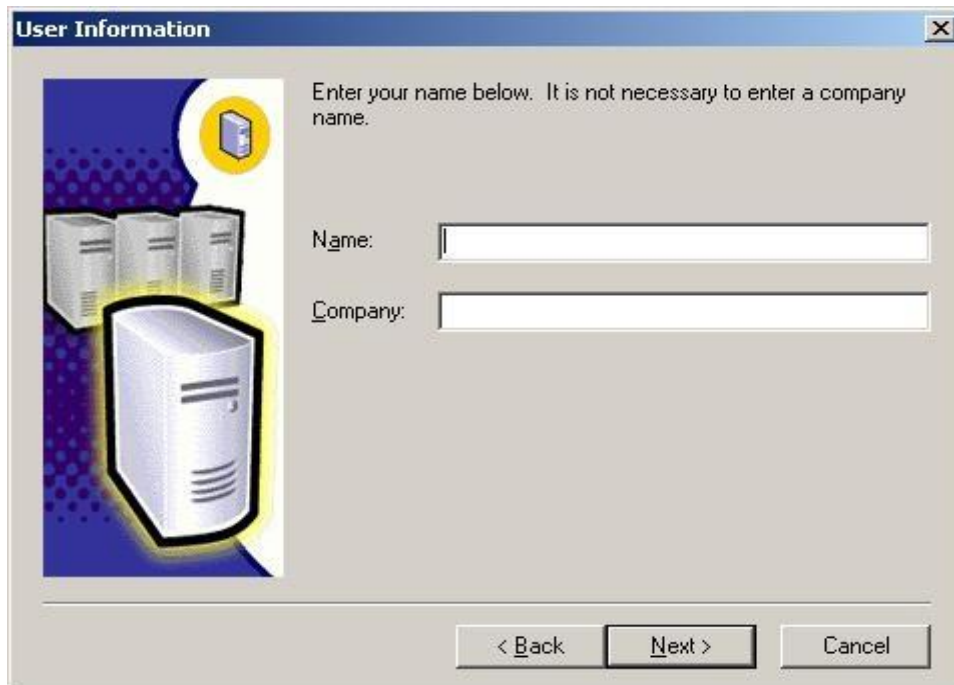 User Information
Enter your name below.  It is not necessary to enter a company
name.
Name:
Company:
< Back
Next >
Cancel